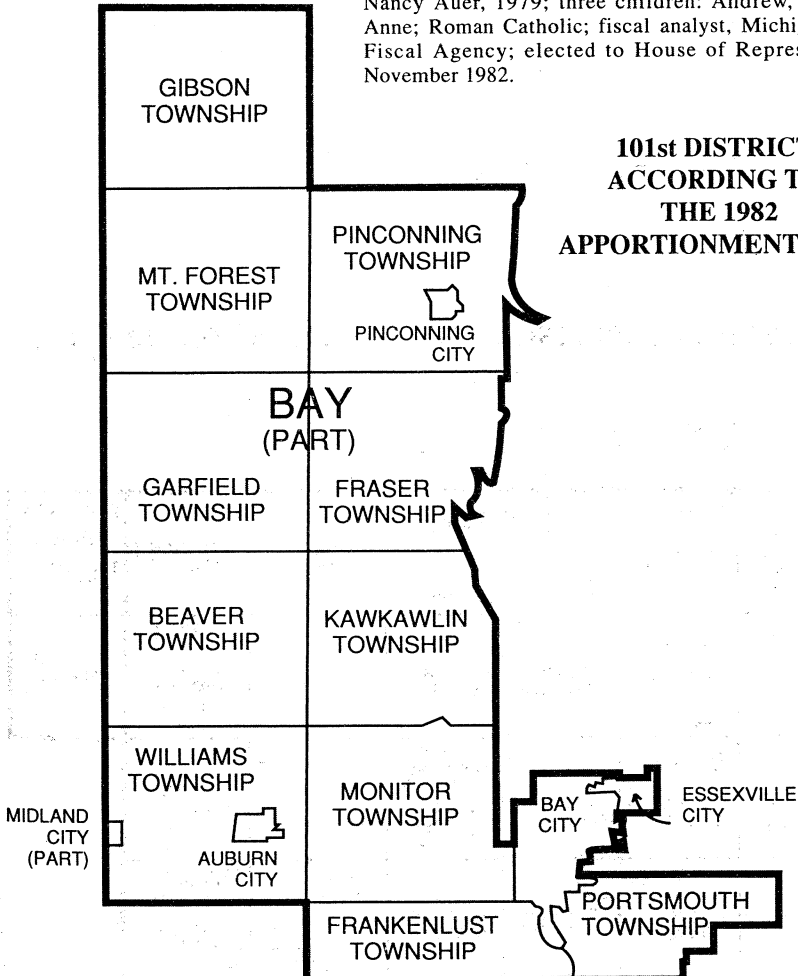 Nancy Auer, 1979; three children: Andrew,
Anne; Roman Catholic; fiscal analyst, Michi
Fiscal Agency; elected to House of Repres
November 1982.
101st DISTRICT
ACCORDING T
THE 1982
APPORTIONMENT
GIBSON
TOWNSHIP
MT. FOREST
TOWNSHIP
PINCONNING
TOWNSHIP
PINCONNING
CITY
BAY
(PART)
GARFIELD
TOWNSHIP
FRASER
TOWNSHIP
BEAVER
TOWNSHIP
KAWKAWLIN
TOWNSHIP
WILLIAMS
TOWNSHIP
MIDLAND
CITY
(PART)
AUBURN
CITY
MONITOR
TOWNSHIP
BAY
CITY
ESSEXVILLE
CITY
FRANKENLUST
TOWNSHIP
PORTSMOUTH
TOWNSHIP